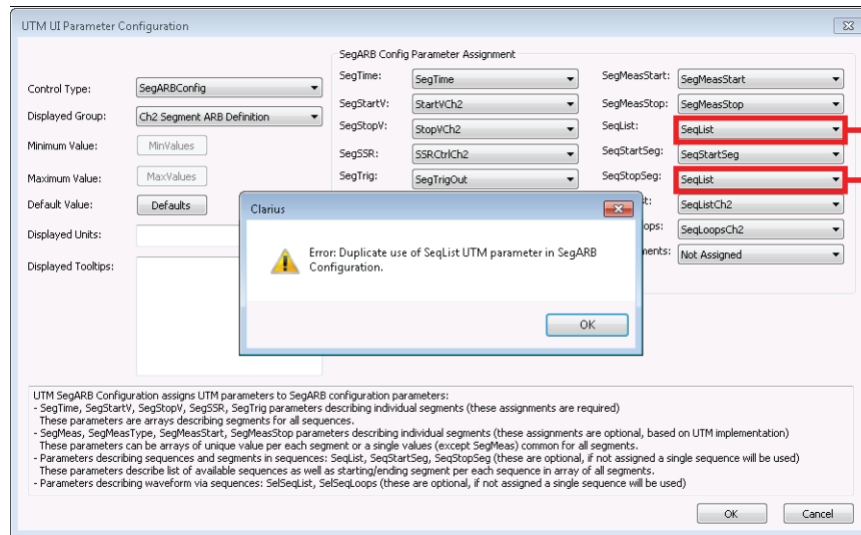 UTM UI Parameter Configuration
SegARB Config Parameter Assignment
Control Type: SegARBConfig
Displayed Group: Ch2 Segment ARB Definition
Minimum Value: MinValues
Maximum Value: MaxValues
Default Value: Defaults
Displayed Units:
Displayed Tooltips:
SegTime: SegTime
SegStartV: StartVCh2
SegStopV: StopVCh2
SegSSR: SSRCtrlCh2
SegTrig: SegTrigOut
SegMeasStart: SegMeasStart
SegMeasStop: SegMeasStop
SeqList: SeqList
SeqStartSeg: SeqStartSeg
SeqStopSeg: SeqList
t: SeqListCh2
ops: SeqLoopsCh2
ments: Not Assigned
Clarius
Error: Duplicate use of SeqList UTM parameter in SegARB
Configuration.
OK
UTM SegARB Configuration assigns UTM parameters to SegARB configuration parameters:
- SegTime, SegStartV, SegStopV, SegSSR, SegTrig parameters describing individual segments (these assignments are required)
These parameters are arrays describing segments for all sequences.
- SegMeas, SegMeasType, SegMeasStart, SegMeasStop parameters describing individual segments (these assignments are optional, based on UTM implementation)
These parameters can be arrays of unique value per each segment or a single values (except SegMeas) common for all segments.
- Parameters describing sequences and segments in sequences: SeqList, SeqStartSeg, SeqStopSeg (these are optional, if not assigned a single sequence will be used)
These parameters describe list of available sequences as well as starting/ending segment per each sequence in array of all segments.
- Parameters describing waveform via sequences: SelSeqList, SelSeqLoops (these are optional, if not assigned a single sequence will be used)
OK Cancel